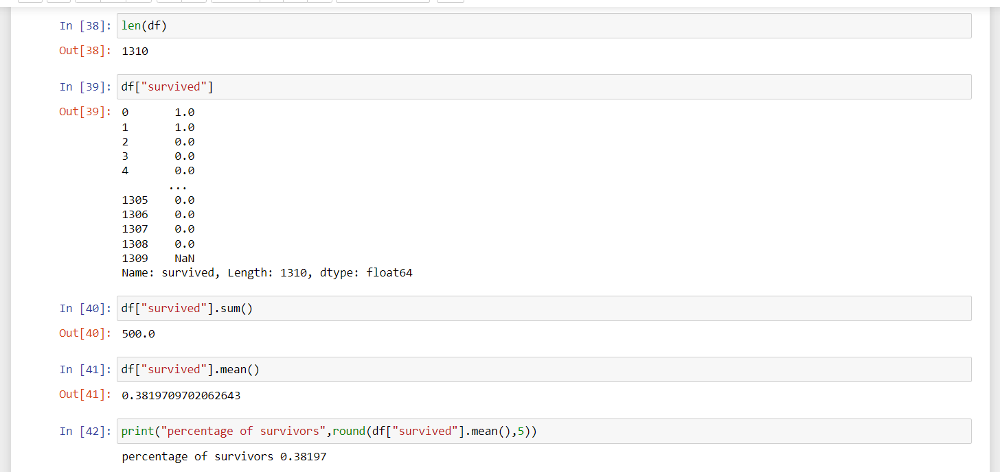 In [38]: len(df)
Out[38]: 1310
In [39]: df["survived"]
Out[39]: 0 1.0
1 1.0
2 0.0
3 0.0
4 0.0
...
1305 0.0
1306 0.0
1307 0.0
1308 0.0
1309 NaN
Name: survived, Length: 1310, dtype: float64
In [40]: df["survived"].sum()
Out[40]: 500.0
In [41]: df["survived"].mean()
Out[41]: 0.3819709702062643
In [42]: print("percentage of survivors",round(df["survived"].mean(),5))
percentage of survivors 0.38197